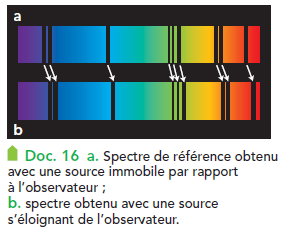 a
b
Doc. 16 a. Spectre de référence obtenu
avec une source immobile par rapport
à l'observateur ;
b. spectre obtenu avec une source
s'éloignant de l'observateur.